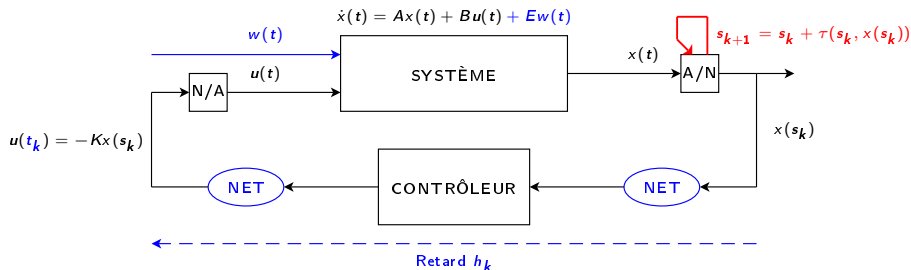 ẋ(t) = Ax(t) + Bu(t) + Ew(t)
w(t)
s_{k+1} = s_k + τ(s_k, x(s_k))
x(t)
u(t)
SYSTÈME
A/N
N/A
u(t_k) = −Kx(s_k)
x(s_k)
NET
CONTRÔLEUR
NET
Retard h_k